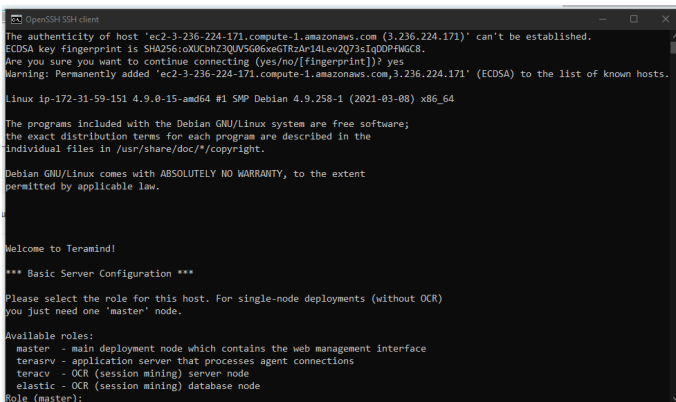 OpenSSH SSH client
The authenticity of host 'ec2-3-236-224-171.compute-1.amazonaws.com (3.236.224.171)' can't be established.
ECDSA key fingerprint is SHA256:oXUCbhZ3QUV5G06xeGTRzAr14Lev2Q73sIqDDPfWGC8.
Are you sure you want to continue connecting (yes/no/[fingerprint])? yes
Warning: Permanently added 'ec2-3-236-224-171.compute-1.amazonaws.com,3.236.224.171' (ECDSA) to the list of known hosts.
Linux ip-172-31-59-151 4.9.0-15-amd64 #1 SMP Debian 4.9.258-1 (2021-03-08) x86_64
The programs included with the Debian GNU/Linux system are free software;
the exact distribution terms for each program are described in the
individual files in /usr/share/doc/*/copyright.
Debian GNU/Linux comes with ABSOLUTELY NO WARRANTY, to the extent
permitted by applicable law.
Welcome to Teramind!
*** Basic Server Configuration ***
Please select the role for this host. For single-node deployments (without OCR)
you just need one 'master' node.
Available roles:
master - main deployment node which contains the web management interface
terasrv - application server that processes agent connections
teracv - OCR (session mining) server node
elastic - OCR (session mining) database node
Role (master):